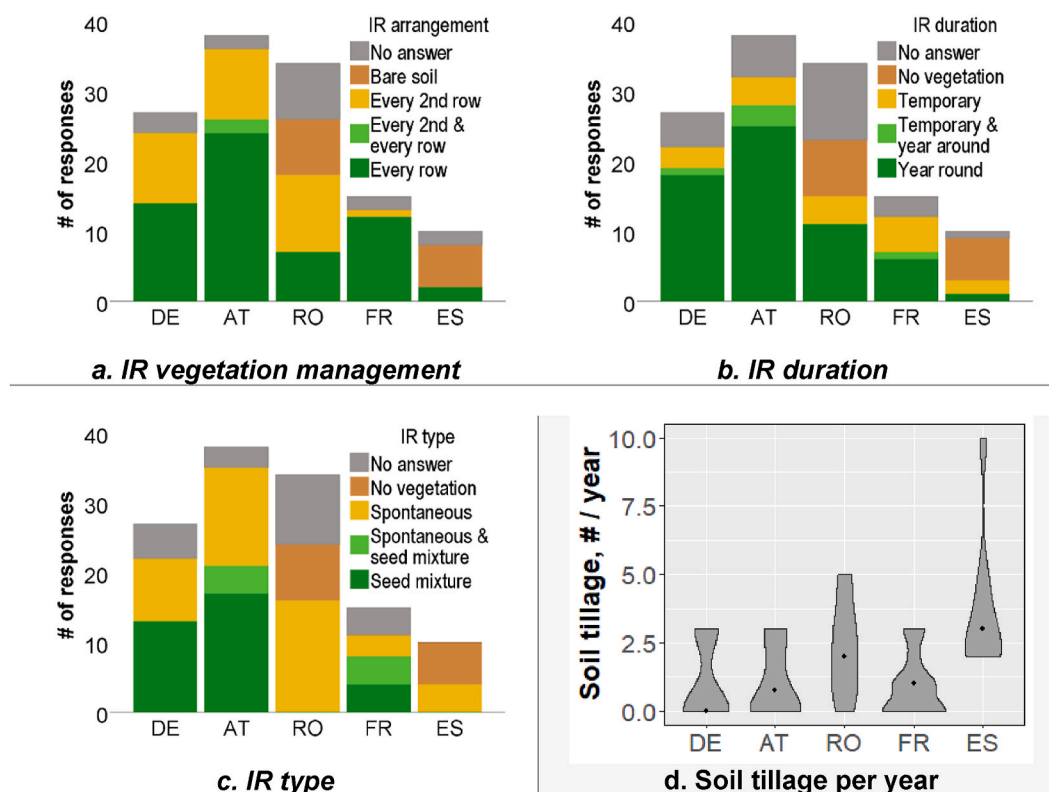 40
30
20
10
0
# of responses
IR arrangement
No answer
Bare soil
Every 2nd row
Every 2nd &
every row
Every row
DE AT RO FR ES
a. IR vegetation management
40
30
20
10
0
# of responses
IR duration
No answer
No vegetation
Temporary
Temporary &
year around
Year round
DE AT RO FR ES
b. IR duration
40
30
20
10
0
# of responses
IR type
No answer
No vegetation
Spontaneous
Spontaneous &
seed mixture
Seed mixture
DE AT RO FR ES
c. IR type
10.0
7.5
5.0
2.5
0.0
Soil tillage, # / year
DE AT RO FR ES
d. Soil tillage per year